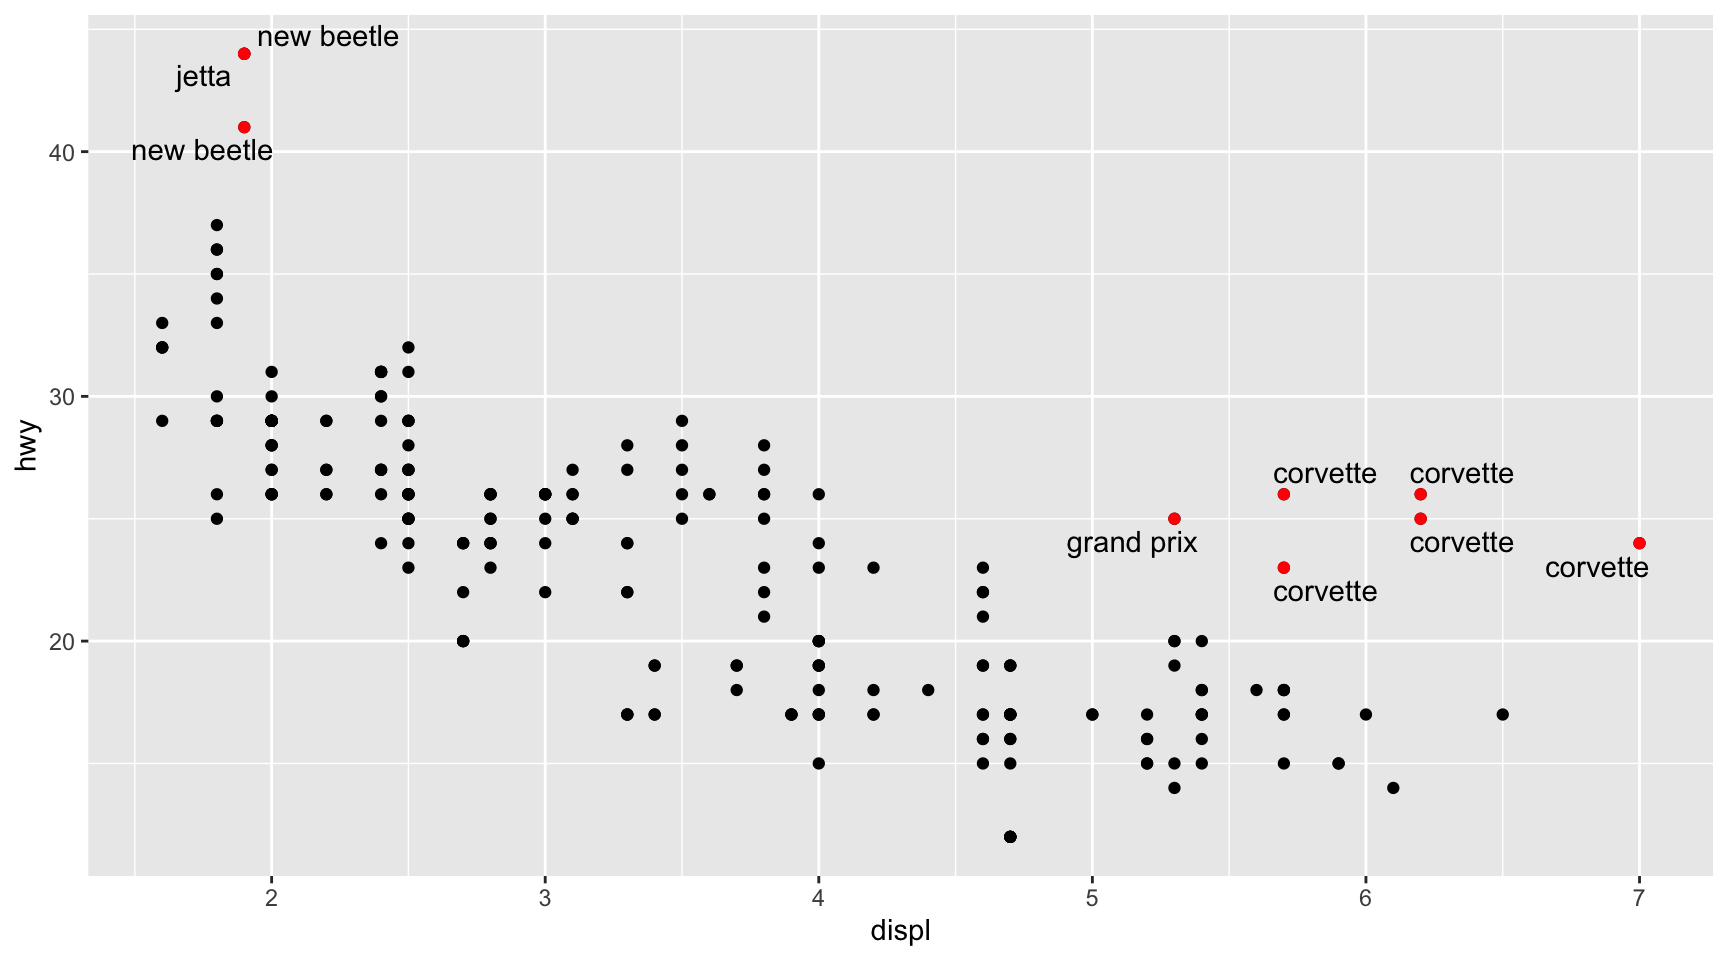 new beetle
jetta
new beetle
40
30
20
hwy
corvette
corvette
grand prix
corvette
corvette
corvette
2
3
4
5
6
7
displ